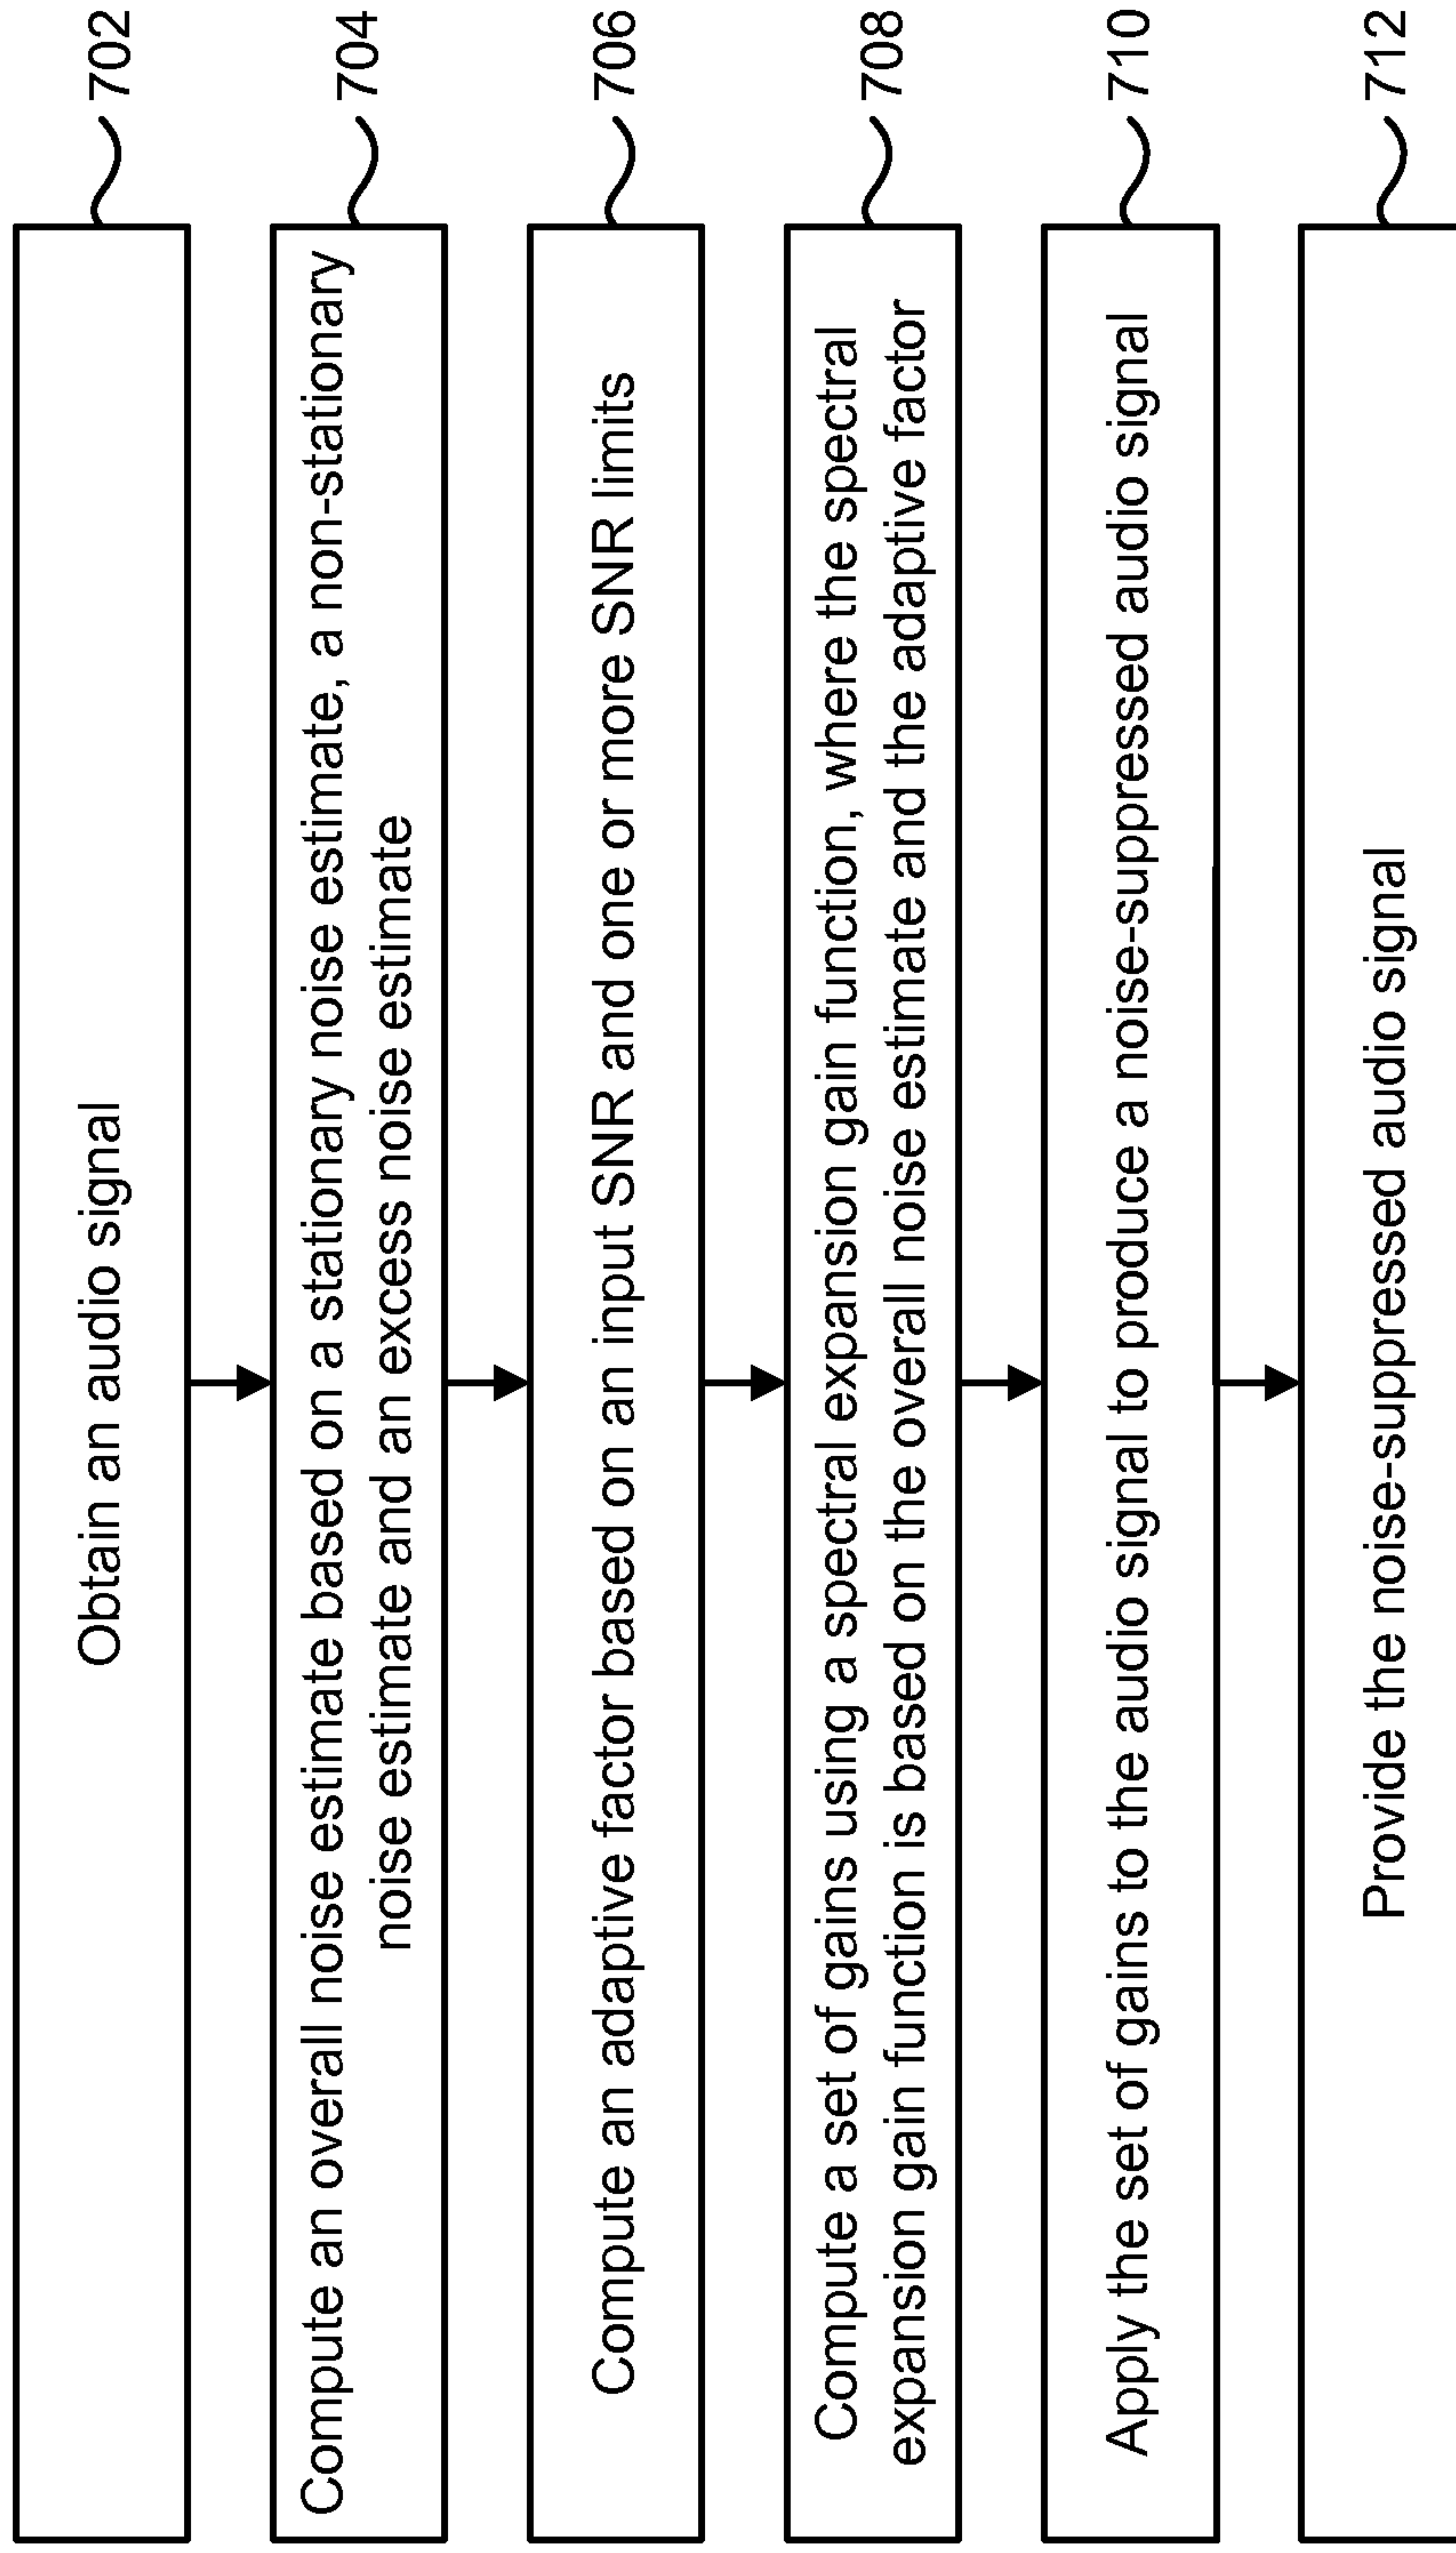 Obtain an audio signal
702
Compute an overall noise estimate based on a stationary noise estimate, a non-stationary
noise estimate and an excess noise estimate
704
Compute an adaptive factor based on an input SNR and one or more SNR limits
706
Compute a set of gains using a spectral expansion gain function, where the spectral
expansion gain function is based on the overall noise estimate and the adaptive factor
708
Apply the set of gains to the audio signal to produce a noise-suppressed audio signal
710
Provide the noise-suppressed audio signal
712